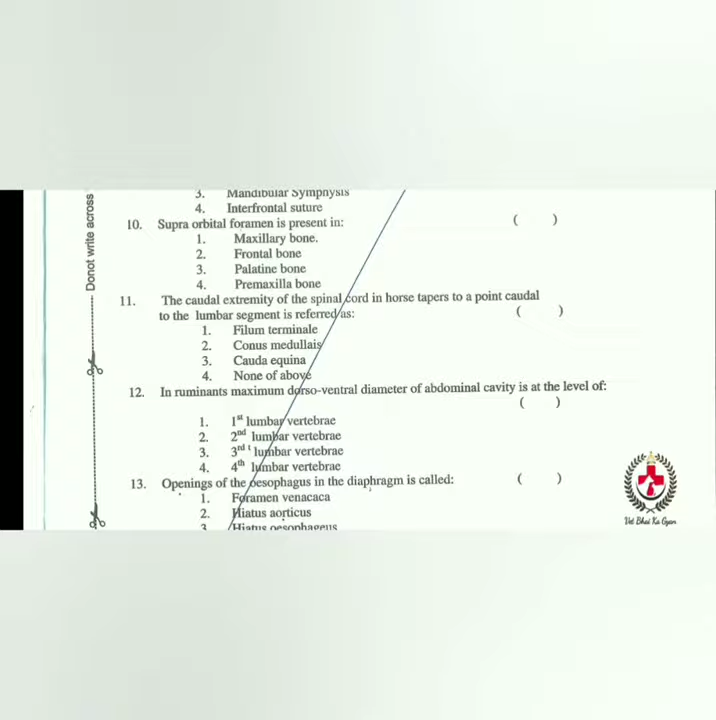 Donot write across
3. Mandibular Symphysis
4. Interfrontal suture
10. Supra orbital foramen is present in: ( )
1. Maxillary bone.
2. Frontal bone
3. Palatine bone
4. Premaxilla bone
11. The caudal extremity of the spinal cord in horse tapers to a point caudal
to the lumbar segment is referred as: ( )
1. Filum terminale
2. Conus medullais
3. Cauda equina
4. None of above
12. In ruminants maximum dorso-ventral diameter of abdominal cavity is at the level of:
( )
1. 1st lumbar vertebrae
2. 2nd lumbar vertebrae
3. 3rd t lumbar vertebrae
4. 4th lumbar vertebrae
13. Openings of the oesophagus in the diaphragm is called: ( )
1. Foramen venacaca
2. Hiatus aorticus
3 Hiatus oesophageus
Vet Bhai Ka Gyan